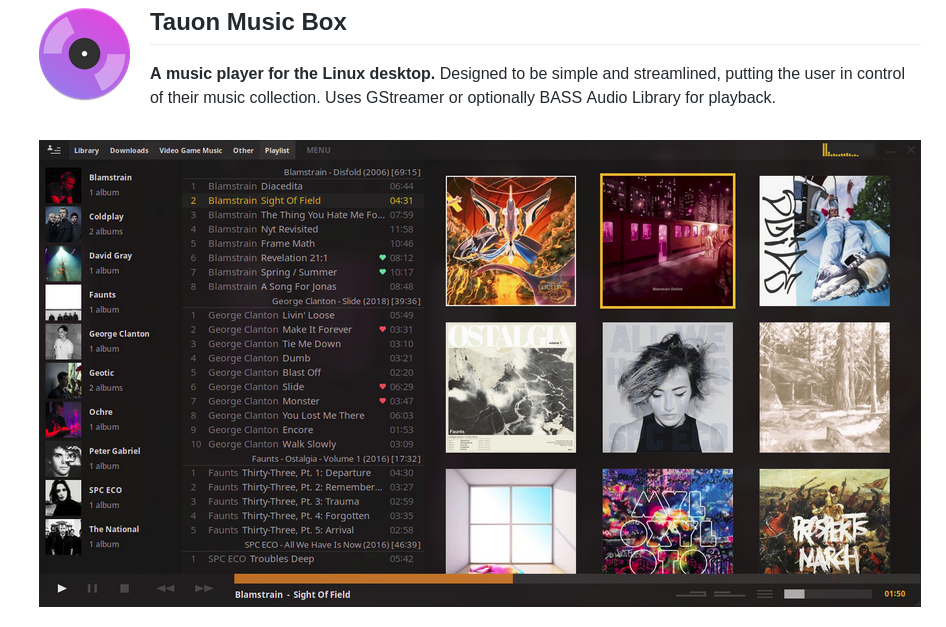 Tauon Music Box
A music player for the Linux desktop. Designed to be simple and streamlined, putting the user in control
of their music collection. Uses GStreamer or optionally BASS Audio Library for playback.
Library Downloads Video Game Music Other Playlist MENU
Blamstrain
1 album
Coldplay
2 albums
David Gray
1 album
Faunts
1 album
George Clanton
1 album
Geotic
2 albums
Ochre
1 album
Peter Gabriel
1 album
SPC ECO
1 album
The National
1 album
Blamstrain - Disfold (2006) [69:15]
1 Blamstrain Diacedita 06:44
2 Blamstrain Sight Of Field 04:31
3 Blamstrain The Thing You Hate Me Fo... 07:59
4 Blamstrain Nyt Revisited 11:58
5 Blamstrain Frame Math 10:46
6 Blamstrain Revelation 21:1 08:12
7 Blamstrain Spring / Summer 10:17
8 Blamstrain A Song For Jonas 08:48
George Clanton - Slide (2018) [39:36]
1 George Clanton Livin' Loose 05:49
2 George Clanton Make It Forever 03:31
3 George Clanton Tie Me Down 03:10
4 George Clanton Dumb 03:21
5 George Clanton Blast Off 02:20
6 George Clanton Slide 06:29
7 George Clanton Monster 03:47
8 George Clanton You Lost Me There 06:03
9 George Clanton Encore 01:53
10 George Clanton Walk Slowly 03:09
Faunts - Ostalgia - Volume 1 (2016) [17:32]
1 Faunts Thirty-Three, Pt. 1: Departure 04:30
2 Faunts Thirty-Three, Pt. 2: Remember... 03:27
3 Faunts Thirty-Three, Pt. 3: Trauma 02:59
4 Faunts Thirty-Three, Pt. 4: Forgotten 03:35
5 Faunts Thirty-Three, Pt. 5: Arrival 02:58
SPC ECO - All We Have Is Now (2016) [46:39]
1 SPC ECO Troubles Deep 05:42
Blamstrain Disfold
OSTALGIA
Faunts
MYLO XYLOTO
PROSPEKTS
MARCH
Blamstrain - Sight Of Field
01:50